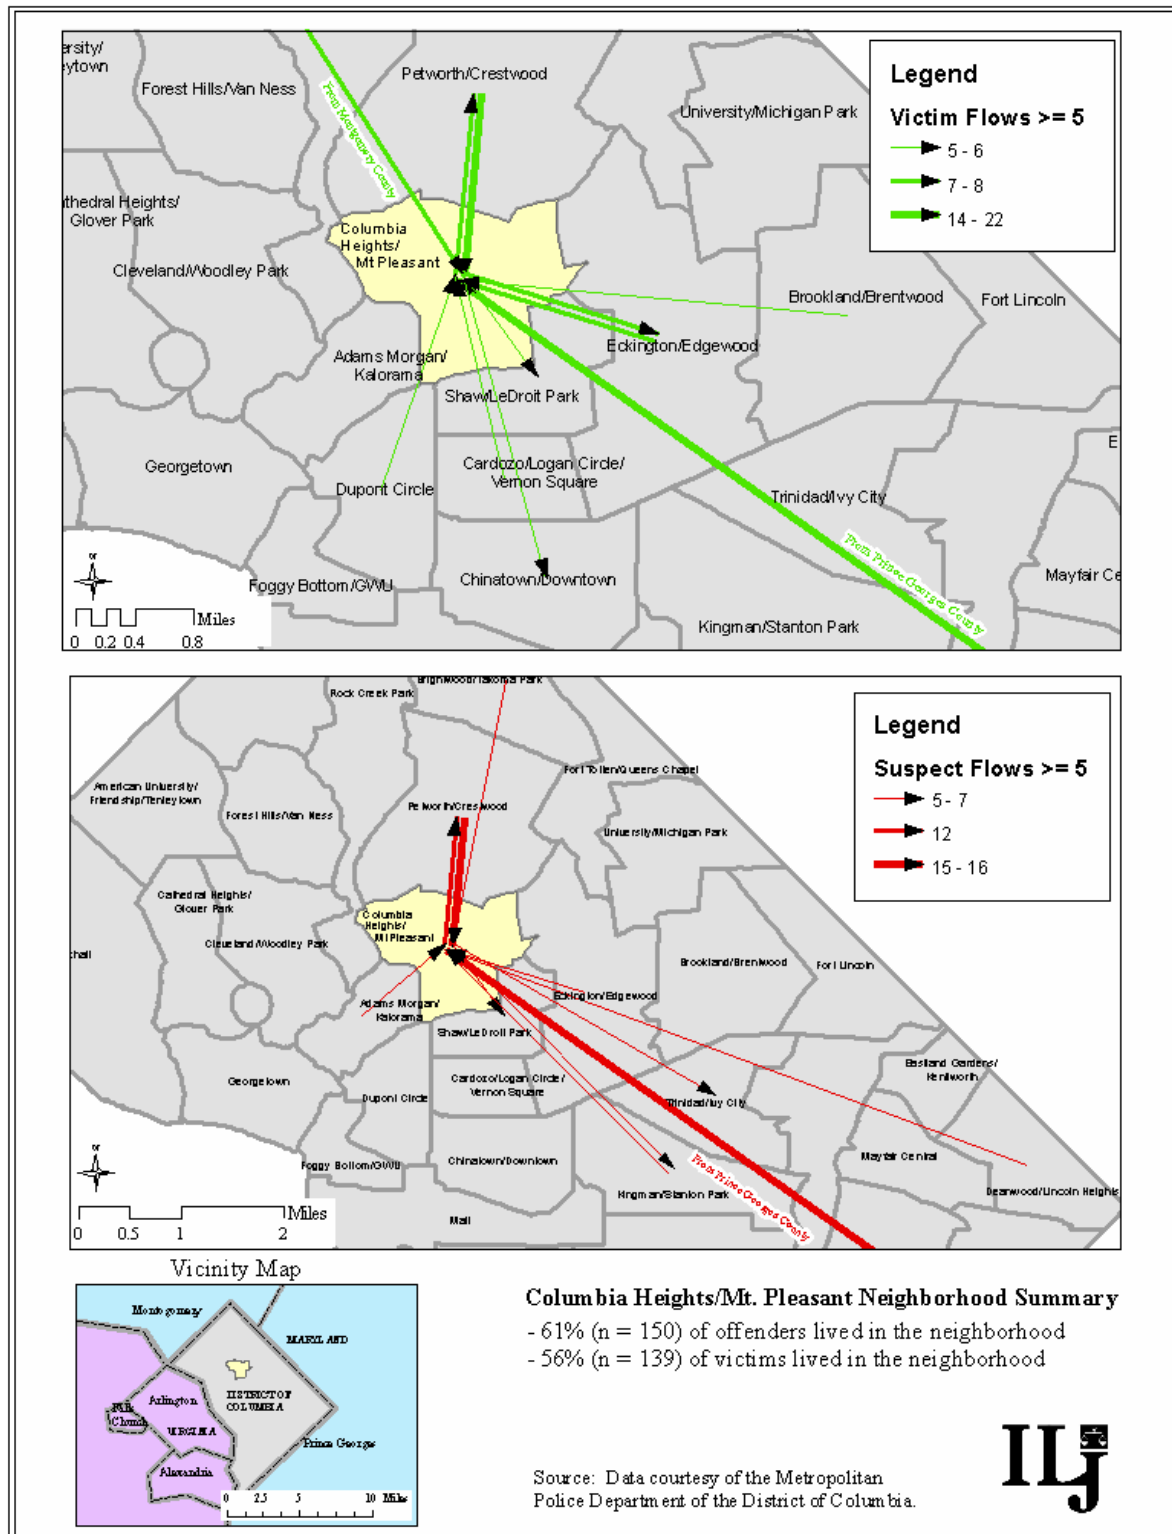 ersity/
eytown
Forest Hills/Van Ness
Petworth/Crestwood
University/Michigan Park
From Montgomery County
Legend
Victim Flows >= 5
5 - 6
7 - 8
14 - 22
thedral Heights/
Glover Park
Columbia
Heights/
Mt Pleasant
Cleveland/Woodley Park
Brookland/Brentwood
Fort Lincoln
Eckington/Edgewood
Adams Morgan/
Kalorama
Shaw/LeDroit Park
Georgetown
Cardozo/Logan Circle/
Vernon Square
Dupont Circle
Trinidad/Ivy City
E
From Prince Georges County
Foggy Bottom/GWU
Chinatown/Downtown
Mayfair Ce
Kingman/Stanton Park
Miles
0 0.2 0.4 0.8
Brightwood/Takoma Park
Rock Creek Park
Fort Totten/Queens Chapel
American University/
Friendship/Tenleytown
Forest Hills/Van Ness
Petworth/Crestwood
University/Michigan Park
Legend
Suspect Flows >= 5
5 - 7
12
15 - 16
Cathedral Heights/
Glover Park
Columbia
Heights/
Mt Pleasant
Cleveland/Woodley Park
chall
Brookland/Brentwood
Fort Lincoln
Eckington/Edgewood
Adams Morgan/
Kalorama
Shaw/LeDroit Park
Georgetown
Cardozo/Logan Circle/
Vernon Square
Dupont Circle
Trinidad/Ivy City
Eastland Gardens/
Kenilworth
Mayfair Central
Foggy Bottom/GWU
Chinatown/Downtown
Kingman/Stanton Park
From Prince Georges County
Deanwood/Lincoln Heights
Mall
Miles
0 0.5 1 2
Vicinity Map
Montgomery
MARYLAND
DISTRICT OF
COLUMBIA
Arlington
Falls
Church
VIRGINIA
Prince Georges
Alexandria
0 2.5 5 10 Miles
Columbia Heights/Mt. Pleasant Neighborhood Summary
- 61% (n = 150) of offenders lived in the neighborhood
- 56% (n = 139) of victims lived in the neighborhood
Source: Data courtesy of the Metropolitan
Police Department of the District of Columbia.
ILJ